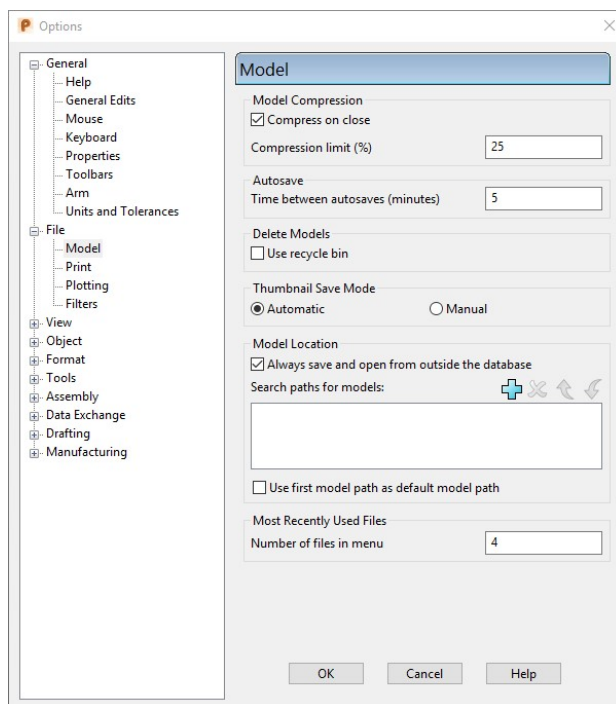 P Options
General
Help
General Edits
Mouse
Keyboard
Properties
Toolbars
Arm
Units and Tolerances
File
Model
Print
Plotting
Filters
View
Object
Format
Tools
Assembly
Data Exchange
Drafting
Manufacturing
Model
Model Compression
Compress on close
Compression limit (%) 25
Autosave
Time between autosaves (minutes) 5
Delete Models
Use recycle bin
Thumbnail Save Mode
Automatic Manual
Model Location
Always save and open from outside the database
Search paths for models:
Use first model path as default model path
Most Recently Used Files
Number of files in menu 4
OK Cancel Help